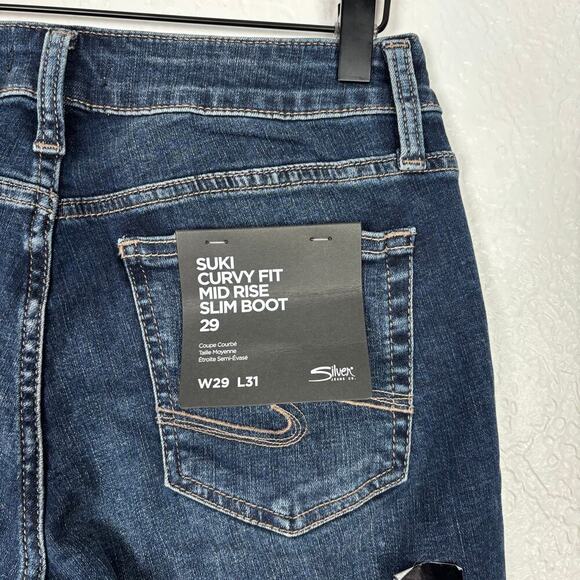 SUKI
CURVY FIT
MID RISE
SLIM BOOT
29
Coupe Courbé
Taille Moyenne
Étroite Semi-Évasé
W29 L31
Silver
JEANS CO.